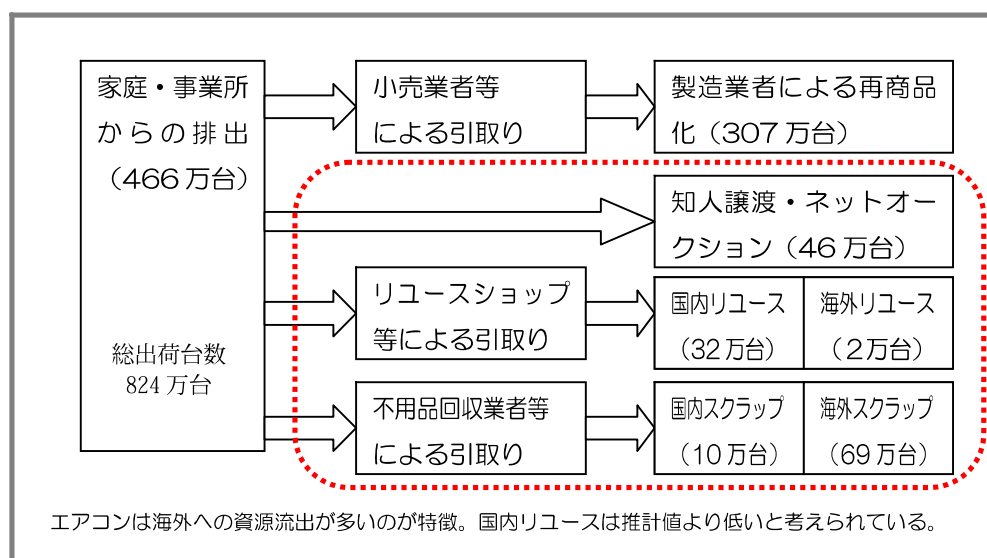 家庭・事業所
からの排出
（466万台）
総出荷台数
824万台
小売業者等
による引取り
製造業者による再商品
化（307万台）
知人譲渡・ネットオー
クション（46万台）
リユースショップ
等による引取り
国内リユース
（32万台）
海外リユース
（2万台）
不用品回収業者等
による引取り
国内スクラップ
（10万台）
海外スクラップ
（69万台）
エアコンは海外への資源流出が多いのが特徴。国内リユースは推計値より低いと考えられている。